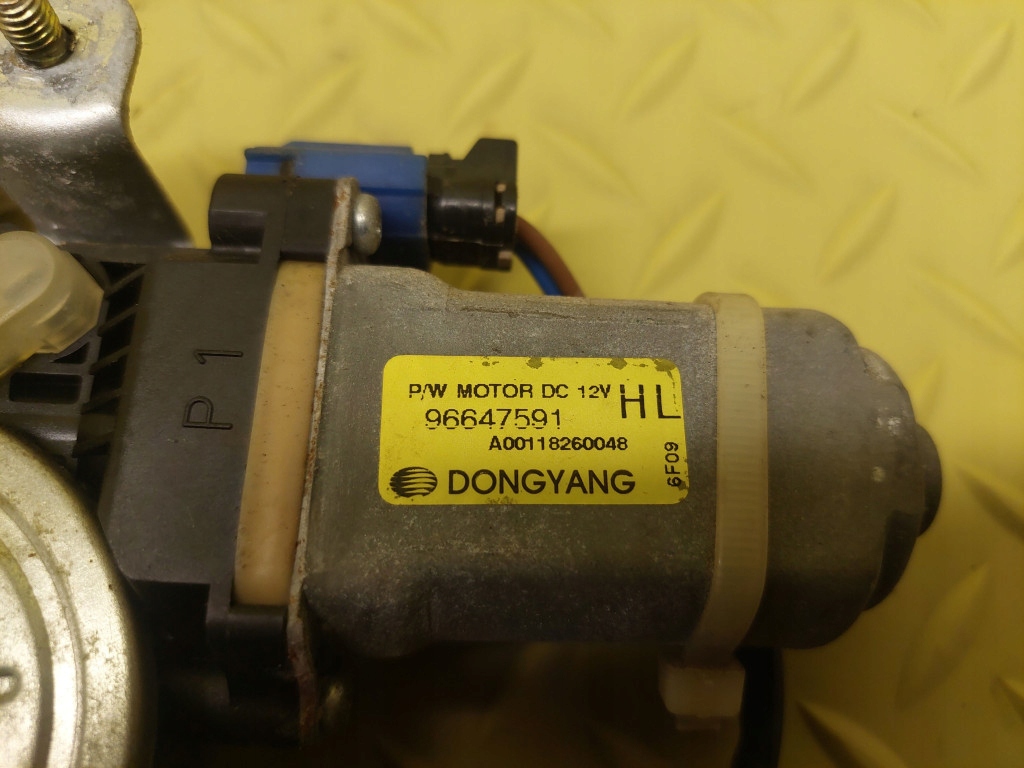 P/W MOTOR DC 12V HL
96647591
A00118260048
DONGYANG
6F09
P1